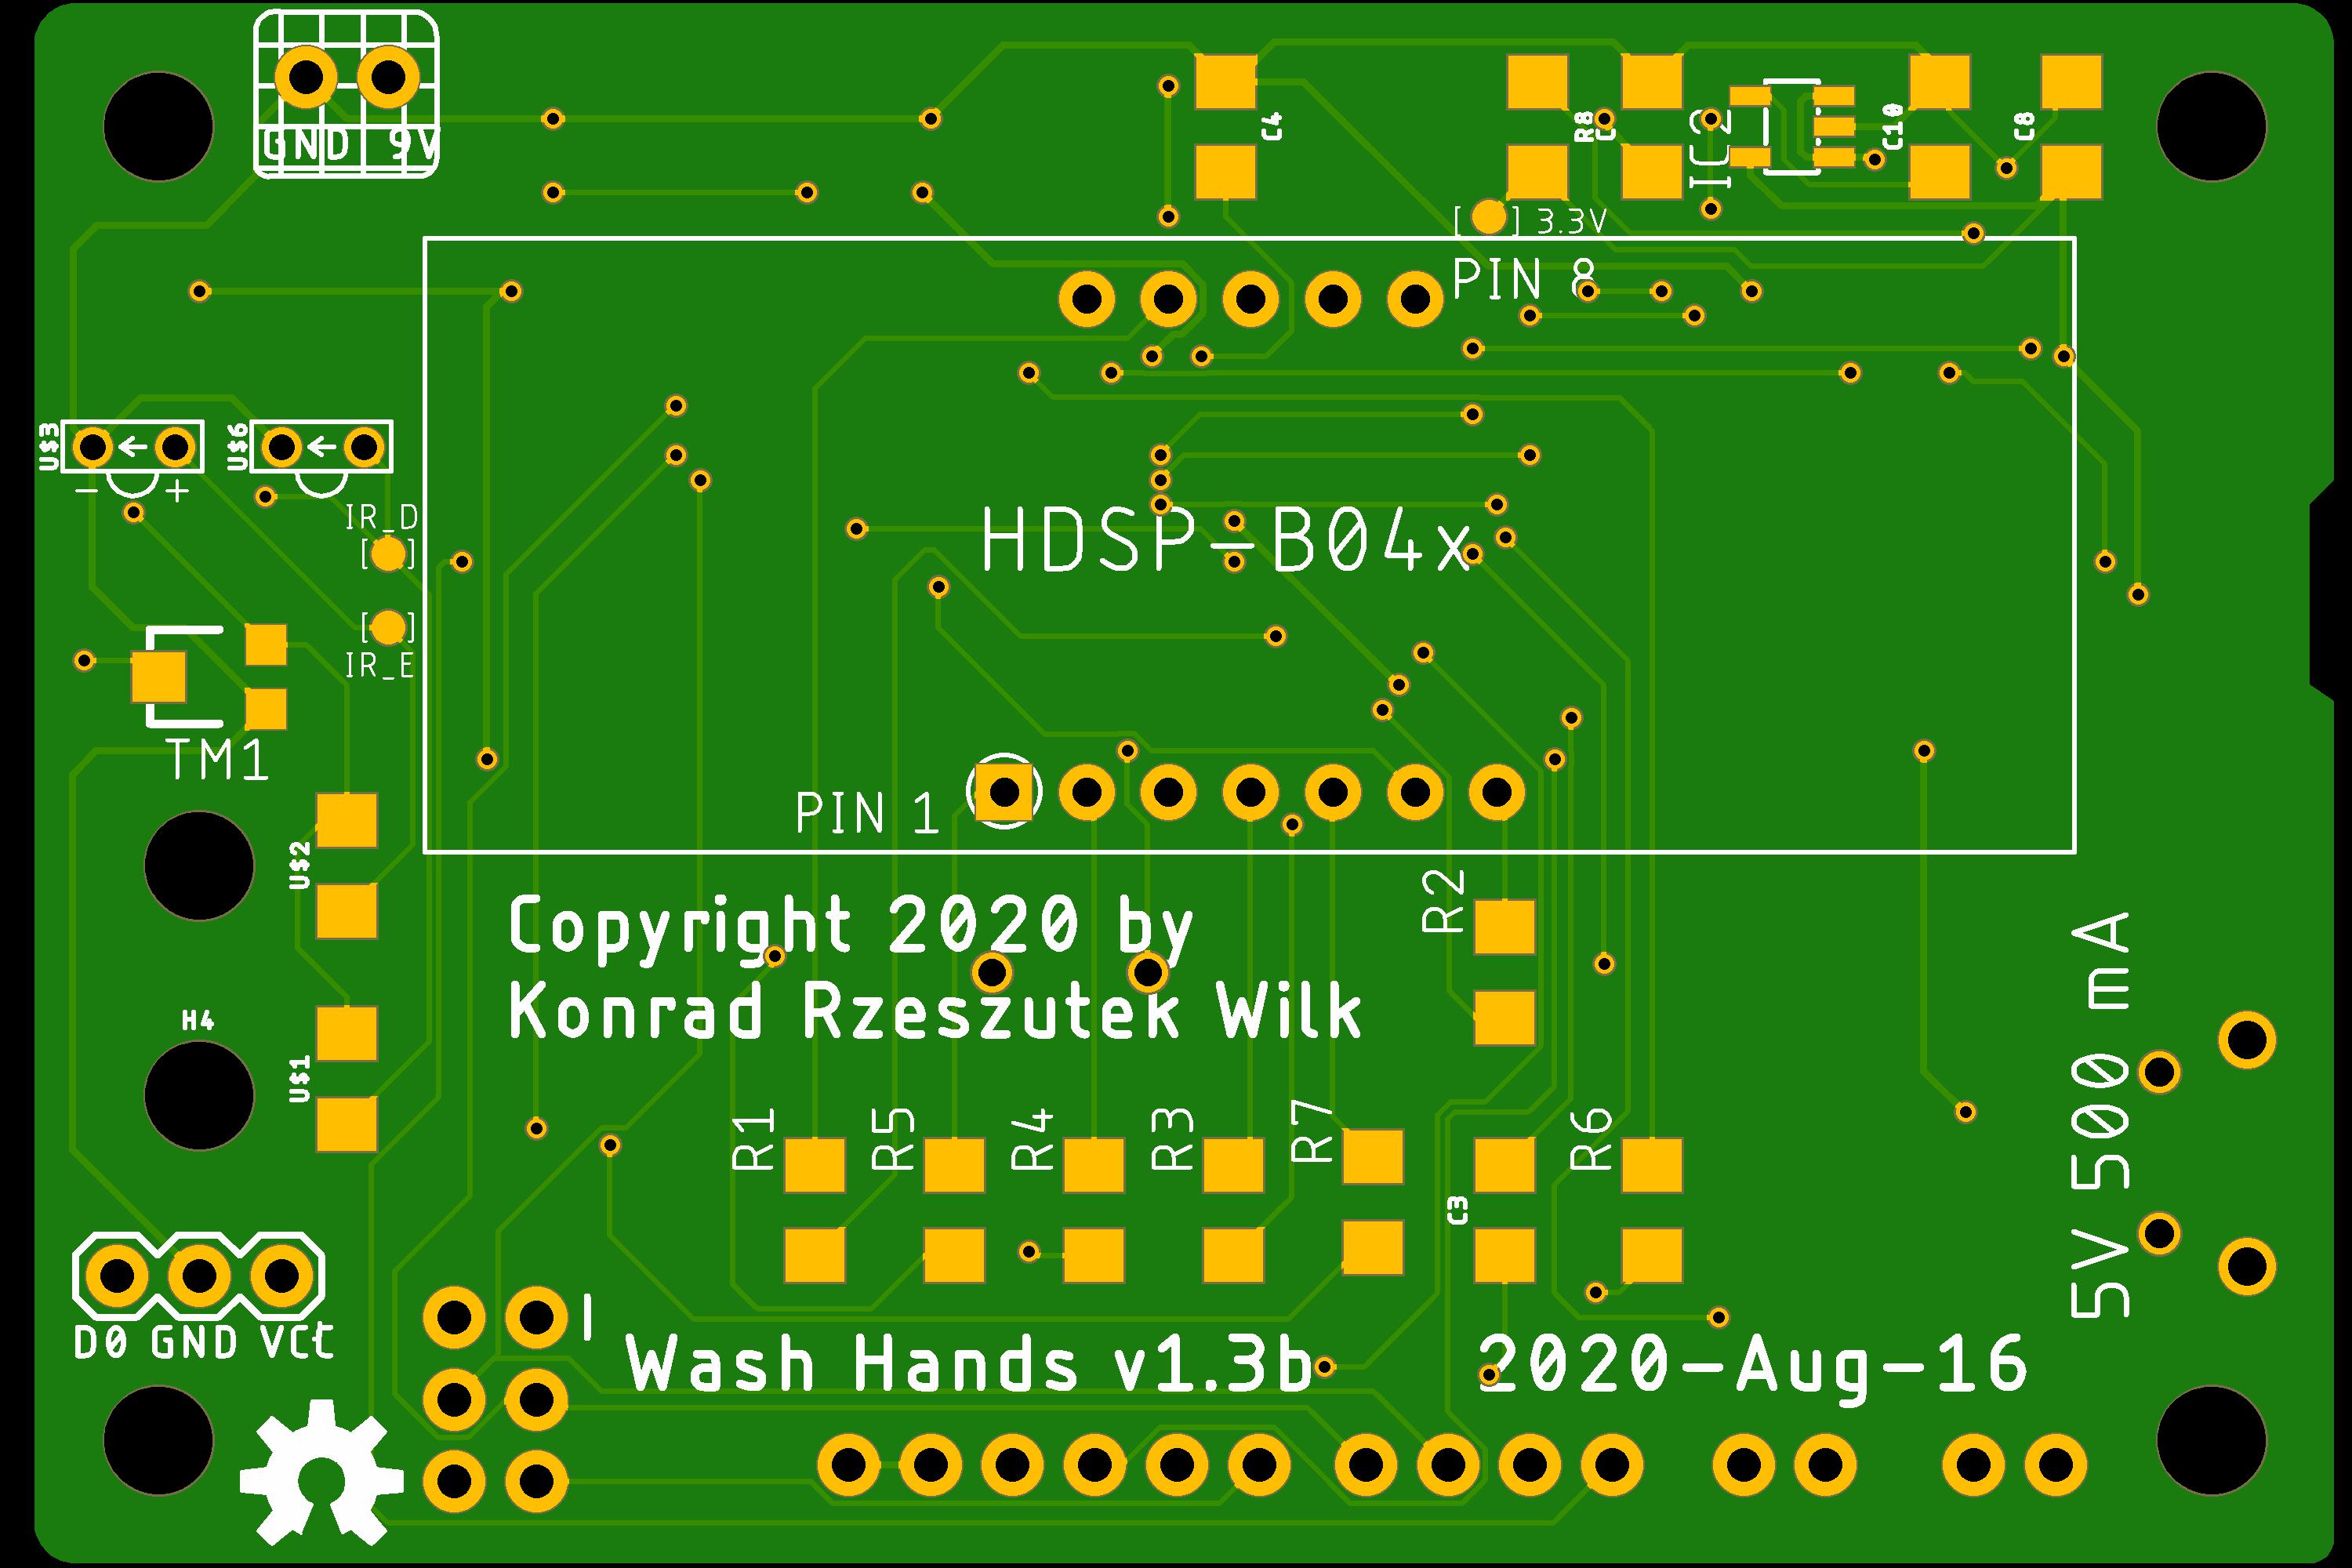 GND 9V
C4
R8
C
IC2
C10
C8
[ ] 3.3V
PIN 8
U$3
U$6
- +
IR_D
[ ]
HDSP-B04x
[ ]
IR_E
TM1
PIN 1
U$2
R2
Copyright 2020 by
Konrad Rzeszutek Wilk
5V 500 mA
H4
U$1
R1
R5
R4
R3
R7
R6
C3
D0 GND VCC
Wash Hands v1.3b
2020-Aug-16